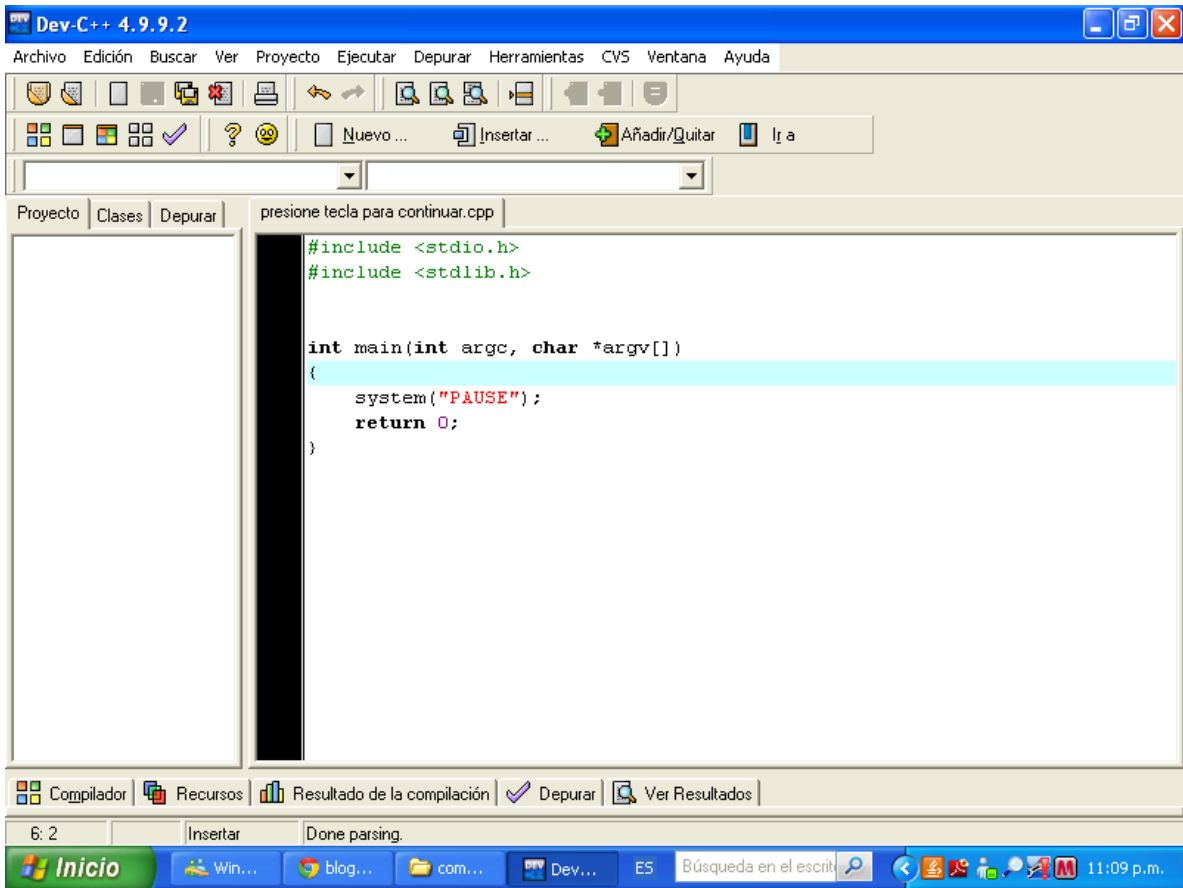 Dev-C++ 4.9.9.2
Archivo Edición Buscar Ver Proyecto Ejecutar Depurar Herramientas CVS Ventana Ayuda
Nuevo ... Insertar ... Añadir/Quitar Ir a
Proyecto Clases Depurar presione tecla para continuar.cpp
#include <stdio.h>
#include <stdlib.h>
int main(int argc, char *argv[])
{
    system("PAUSE");
    return 0;
}
Compilador Recursos Resultado de la compilación Depurar Ver Resultados
6: 2 Insertar Done parsing.
Inicio Win... blog... com... Dev... ES Búsqueda en el escrit 11:09 p.m.